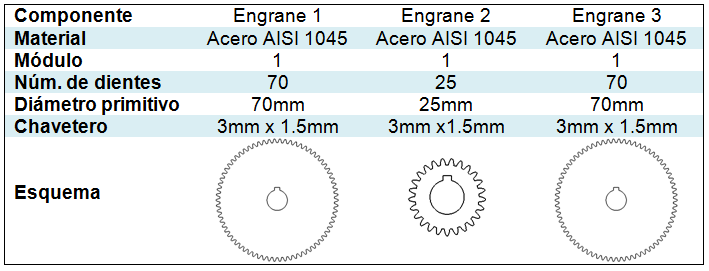 Componente Engrane 1 Engrane 2 Engrane 3
Material Acero AISI 1045 Acero AISI 1045 Acero AISI 1045
Módulo 1 1 1
Núm. de dientes 70 25 70
Diámetro primitivo 70mm 25mm 70mm
Chavetero 3mm x 1.5mm 3mm x1.5mm 3mm x 1.5mm
Esquema